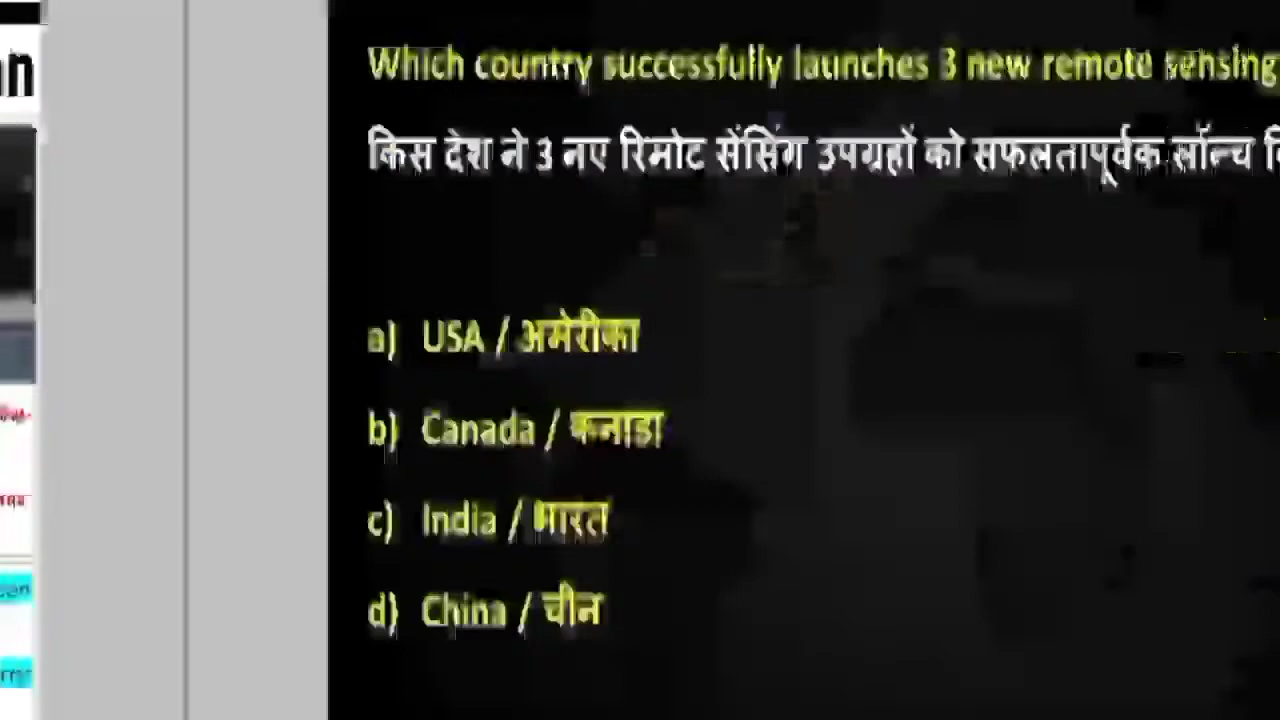 Which country successfully launches 3 new remote sensing
किस देश ने 3 नए रिमोट सेंसिंग उपग्रहों को सफलतापूर्वक लॉन्च
a) USA / अमेरीका
b) Canada / कनाडा
c) India / भारत
d) China / चीन